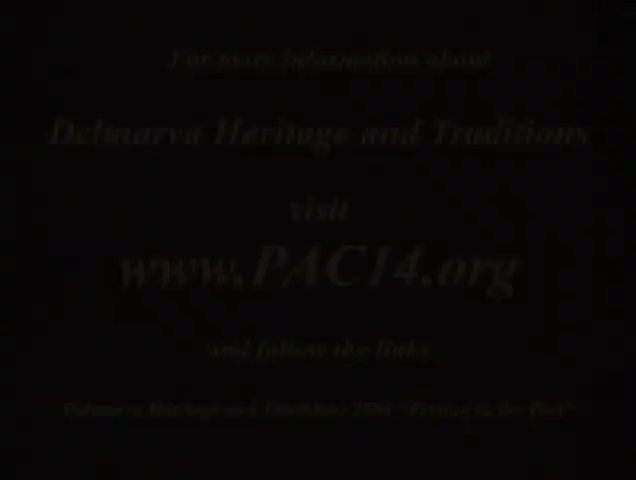 For more information about
Delmarva Heritage and Traditions
visit
www.PAC14.org
and follow the links
Delmarva Heritage and Traditions